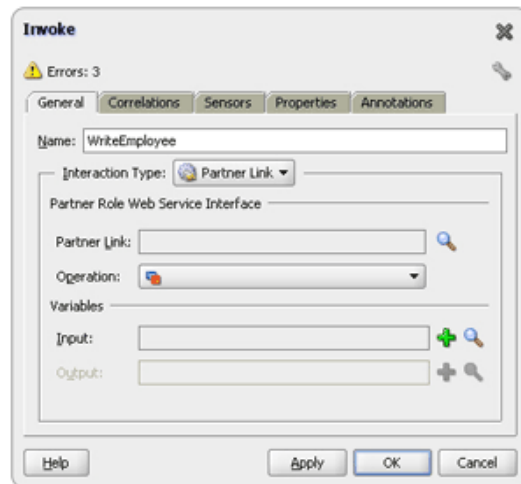 Invoke
Errors: 3
General Correlations Sensors Properties Annotations
Name: WriteEmployee
Interaction Type: Partner Link
Partner Role Web Service Interface
Partner Link:
Operation:
Variables
Input:
Output:
Help Apply OK Cancel